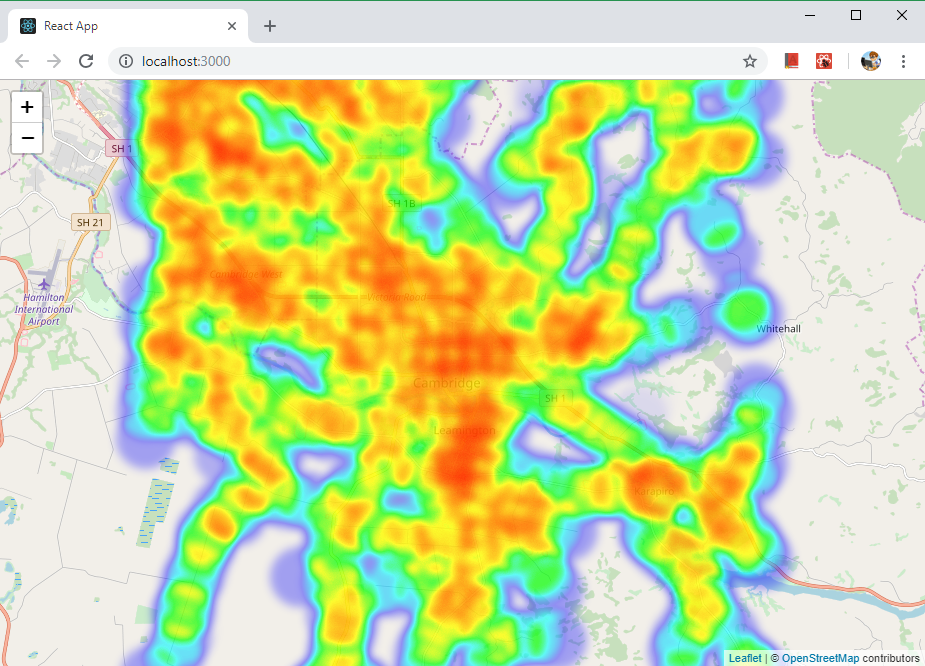 React App
localhost:3000
+
−
SH 1
SH 1B
SH 21
Cambridge West
Hamilton
International
Airport
Victoria Road
Whitehall
Cambridge
SH 1
Leamington
Karapiro
Leaflet | © OpenStreetMap contributors